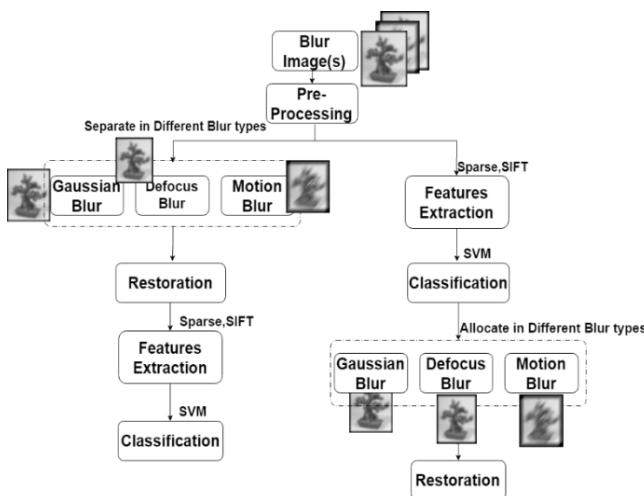 Blur
Image(s)
Pre-
Processing
Separate in Different Blur types
Gaussian
Blur
Defocus
Blur
Motion
Blur
Restoration
Sparse,SIFT
Features
Extraction
SVM
Classification
Sparse,SIFT
Features
Extraction
SVM
Classification
Allocate in Different Blur types
Gaussian
Blur
Defocus
Blur
Motion
Blur
Restoration